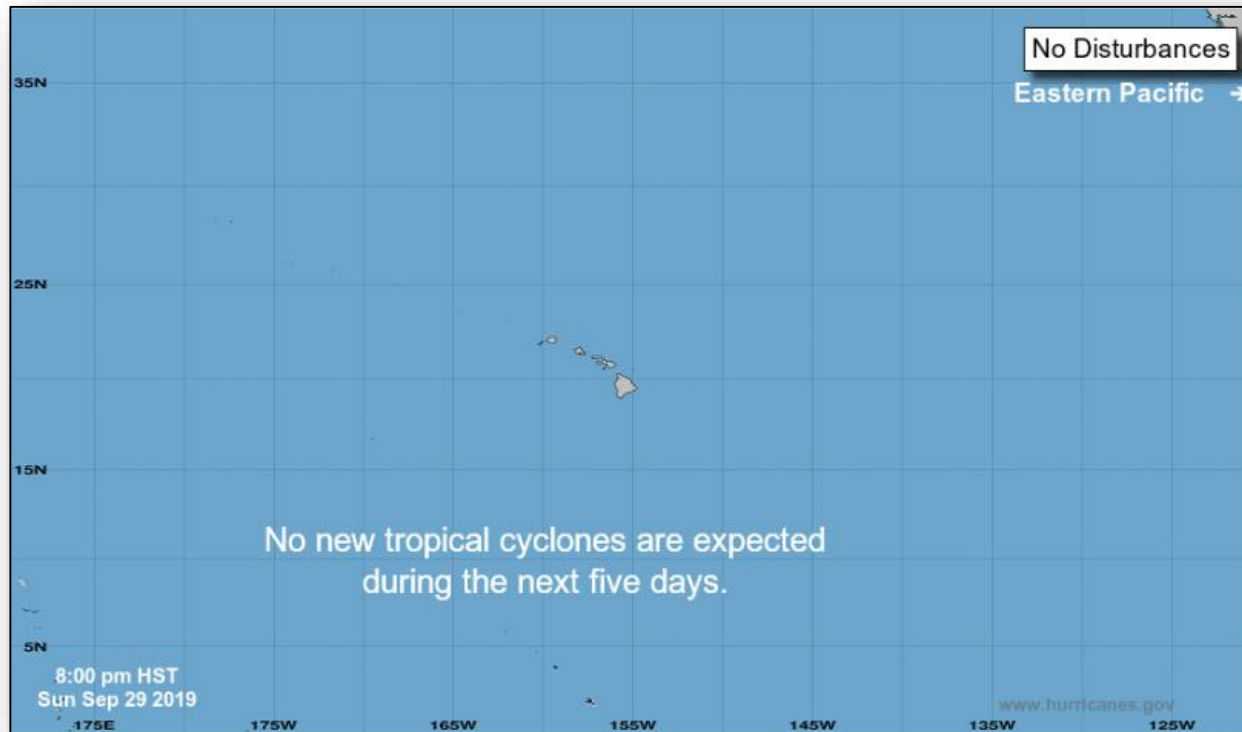 No Disturbances
35N
Eastern Pacific →
25N
15N
No new tropical cyclones are expected
during the next five days.
5N
8:00 pm HST
Sun Sep 29 2019
www.hurricanes.gov
175E 175W 165W 155W 145W 135W 125W